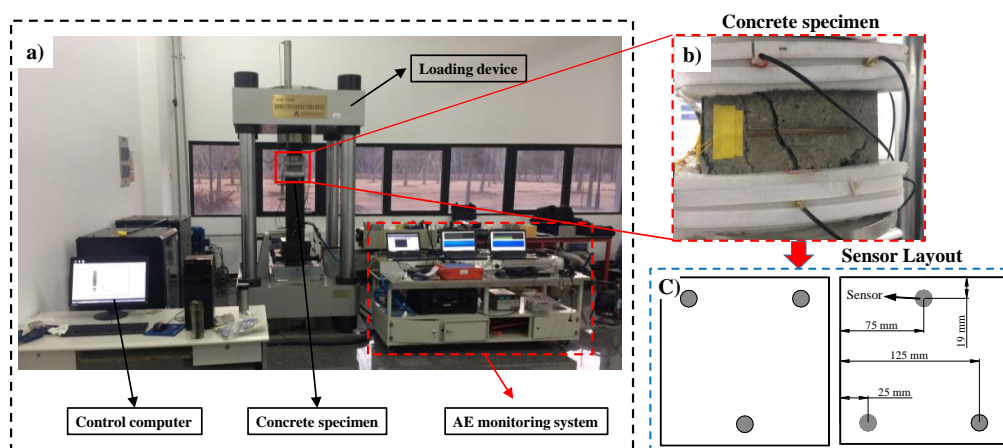 a)
Loading device
Control computer
Concrete specimen
AE monitoring system
Concrete specimen
b)
Sensor Layout
C)
Sensor
75 mm
19 mm
125 mm
25 mm